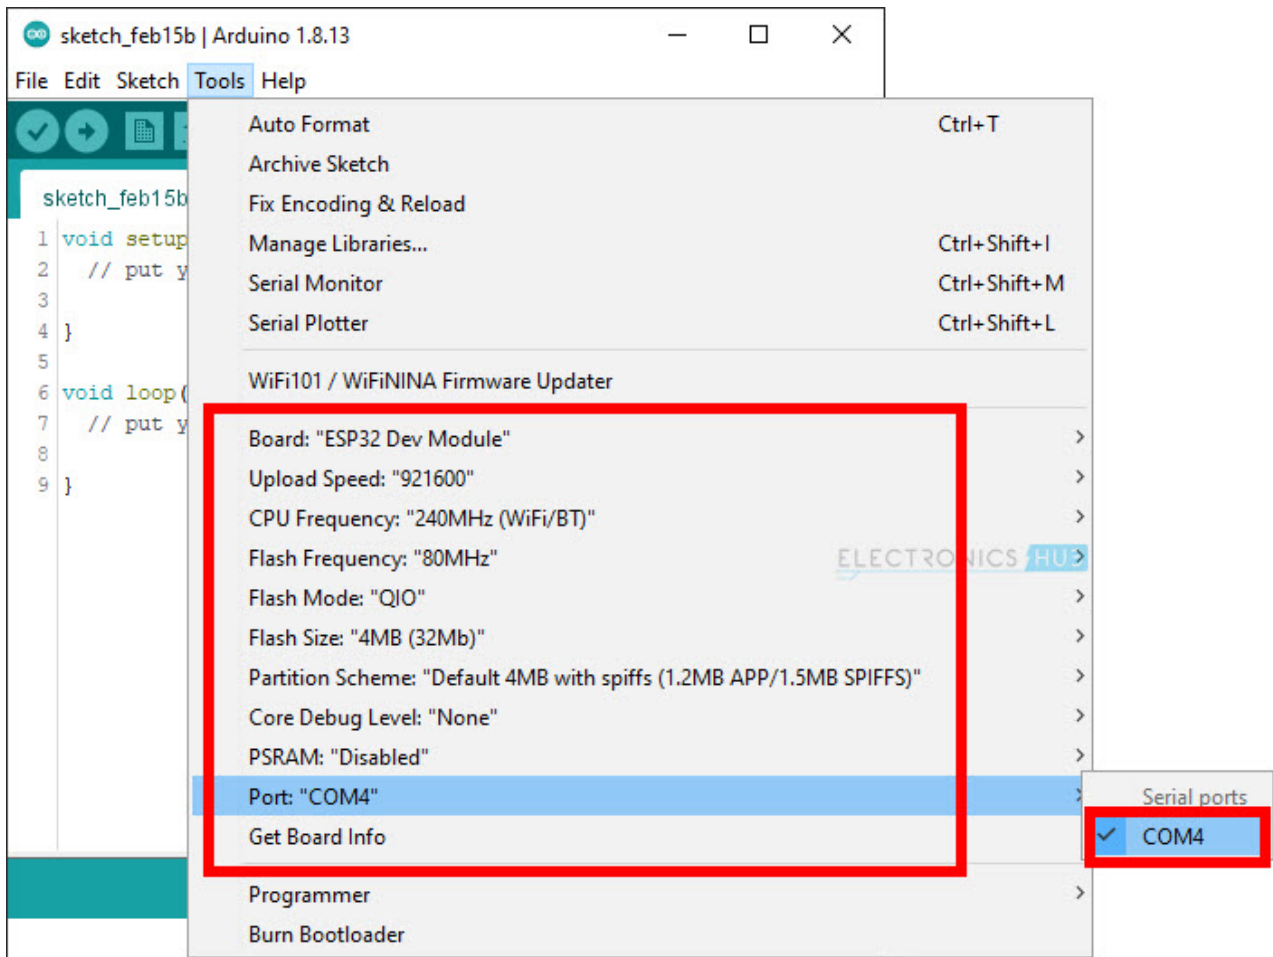 sketch_feb15b | Arduino 1.8.13
File Edit Sketch Tools Help
Auto Format Ctrl+T
Archive Sketch
sketch_feb15b
Fix Encoding & Reload
1 void setup
Manage Libraries... Ctrl+Shift+I
2 // put y
Serial Monitor Ctrl+Shift+M
3
Serial Plotter Ctrl+Shift+L
4 }
5
WiFi101 / WiFiNINA Firmware Updater
6 void loop(
7 // put y
Board: "ESP32 Dev Module"
8
Upload Speed: "921600"
9 }
CPU Frequency: "240MHz (WiFi/BT)"
Flash Frequency: "80MHz"
ELECTRONICS HUB
Flash Mode: "QIO"
Flash Size: "4MB (32Mb)"
Partition Scheme: "Default 4MB with spiffs (1.2MB APP/1.5MB SPIFFS)"
Core Debug Level: "None"
PSRAM: "Disabled"
Port: "COM4"
Serial ports
Get Board Info
COM4
Programmer
Burn Bootloader